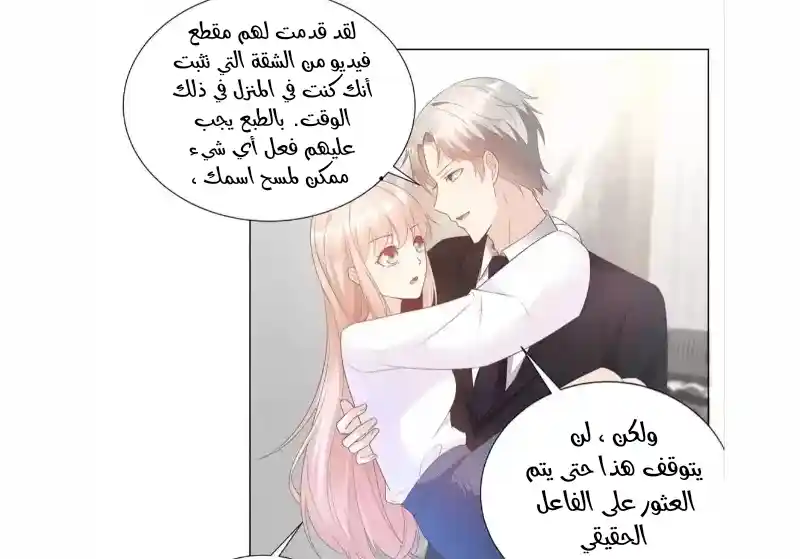 لقد قدمت لهم مقطع
فيديو من الشقة التي تثبت
أنك كنت في المنزل في ذلك
الوقت. بالطبع يجب
عليهم فعل أي شيء
ممكن لمسح اسمك ،
ولكن ، لن
يتوقف هذا حتى يتم
العثور على الفاعل
الحقيقي